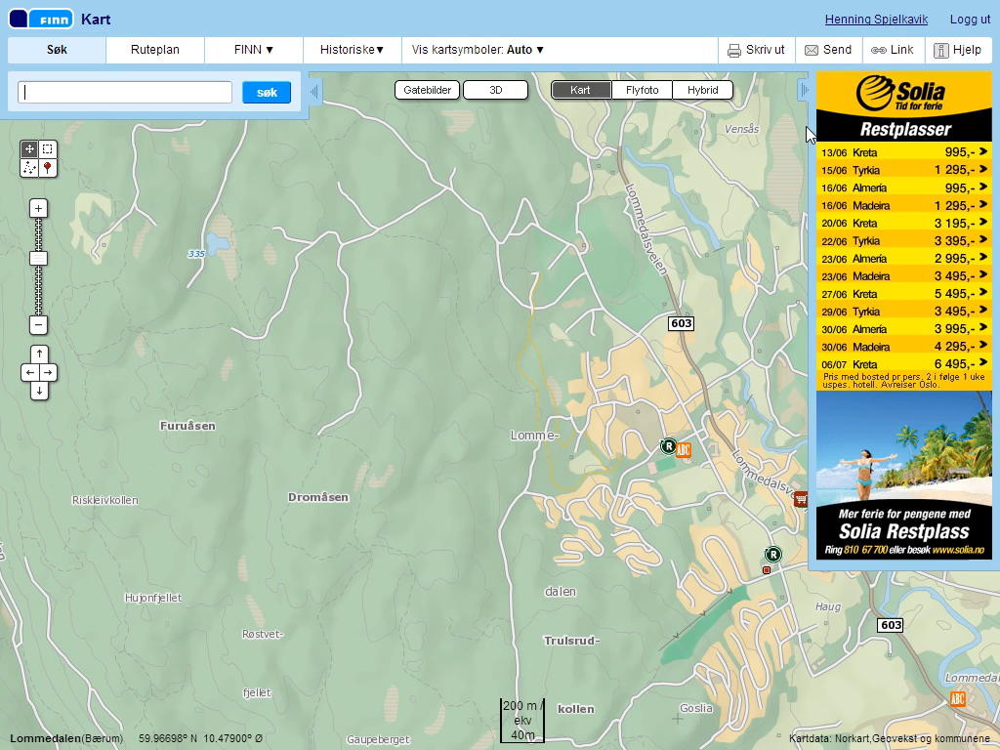 FINN Kart
Henning Spjelkavik Logg ut
Søk Ruteplan FINN ▼ Historiske▼ Vis kartsymboler: Auto ▼ Skriv ut Send Link Hjelp
søk
Gatebilder 3D Kart Flyfoto Hybrid
Vensås
Lommedalsveien
335
603
Furuåsen
Lomme-
R ABC
Lommedalsve
Riskleivkollen
Dromåsen
R
Hujonfjellet
dalen
Haug
603
Røstvet-
Trulsrud-
Lommedal
fjellet
kollen
Goslia
ABC
Gaupeberget
200 m /
ekv
40m
Lommedalen(Bærum) 59.96698° N 10.47900° Ø
Kartdata: Norkart,Geovekst og kommunene
Solia
Tid for ferie
Restplasser
13/06 Kreta 995,-
15/06 Tyrkia 1 295,-
16/06 Almería 995,-
16/06 Madeira 1 295,-
20/06 Kreta 3 195,-
22/06 Tyrkia 3 395,-
23/06 Almería 2 995,-
23/06 Madeira 3 495,-
27/06 Kreta 5 495,-
29/06 Tyrkia 3 495,-
30/06 Almería 3 995,-
30/06 Madeira 4 295,-
06/07 Kreta 6 495,-
Pris med bosted pr pers. 2 i følge 1 uke
uspes. hotell. Avreiser Oslo.
Mer ferie for pengene med
Solia Restplass
Ring 810 67 700 eller besøk www.solia.no